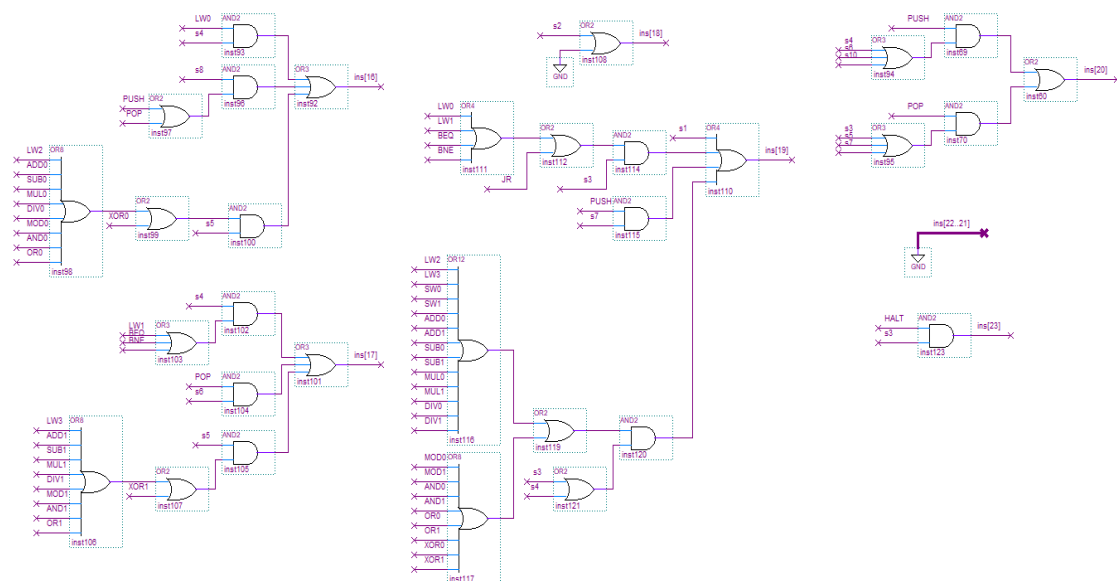 LW0
AND2
s4
inst93
s8
AND2
inst96
PUSH
OR2
POP
inst97
OR3
inst92
ins[16]
LW2
OR8
ADD0
SUB0
MUL0
DIV0
MOD0
AND0
OR0
inst98
XOR0
OR2
inst99
s5
AND2
inst100
s4
AND2
inst102
LW1
OR3
BEQ
BNE
inst103
POP
AND2
s6
inst104
OR3
inst101
ins[17]
s5
AND2
inst105
LW3
OR8
ADD1
SUB1
MUL1
DIV1
MOD1
AND1
OR1
inst106
XOR1
OR2
inst107
s2
OR2
inst108
ins[18]
GND
LW0
OR4
LW1
BEQ
BNE
inst111
OR2
inst112
JR
AND2
s3
inst114
PUSH
AND2
s7
inst115
s1
OR4
inst110
ins[19]
LW2
OR12
LW3
SW0
SW1
ADD0
ADD1
SUB0
SUB1
MUL0
MUL1
DIV0
DIV1
inst116
MOD0
OR8
MOD1
AND0
AND1
OR0
OR1
XOR0
XOR1
inst117
OR2
inst119
s3
OR2
s4
inst121
AND2
inst120
PUSH
AND2
inst69
s4
OR3
s6
s10
inst94
POP
AND2
inst70
s3
OR3
s5
s7
inst95
OR2
inst60
ins[20]
ins[22..21]
GND
HALT
AND2
s3
inst123
ins[23]